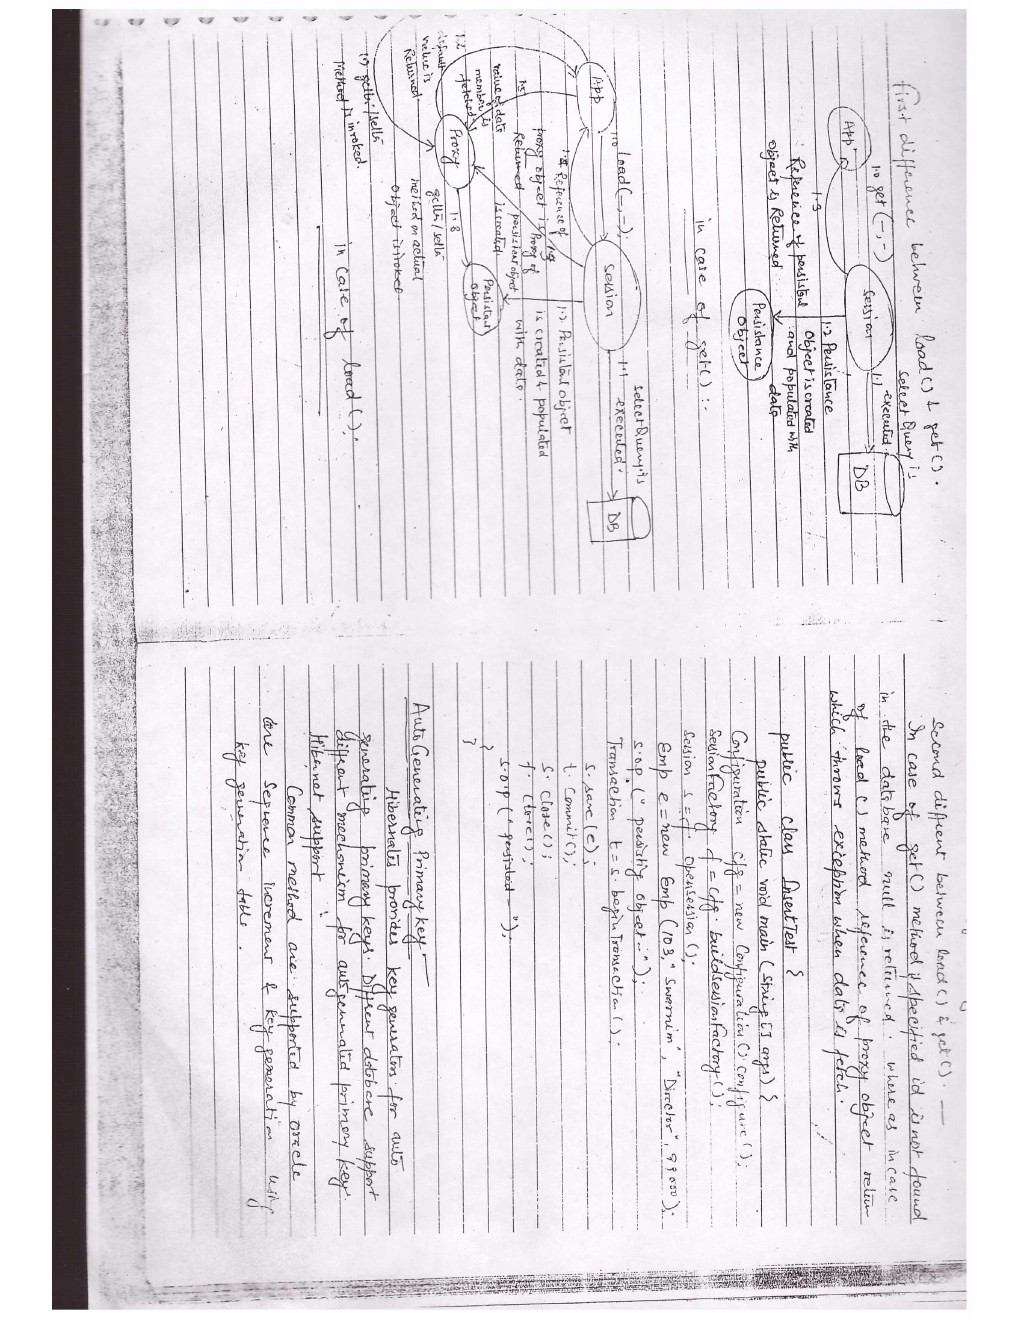 first difference between load() & get().
1.0 get (—, -)
App
Session
select Query is
executed.
1.1
DB
1.3
Reference of persistent
object is Returned
1.2 Persistance
Object is created
and populated with
data
Persistance
Object
in case of get() :-
1.0 Load(—, —);
App
Session
select Query is
1.1 executed.
DB
1.4 Reference of
proxy object is
Returned
1.2 Persistant object
is created & populated
with data.
Proxy of
persistant object
is created.
Persistant
object
1.5
value of data
member is
fetched
Proxy
1.8
getter/setter
method on actual
object is invoked
default
value is
Returned
1.7 getter/setter
Method is invoked.
in case of load().
Second diffrent between load() & get(). —
In case of get() method if specified id is not found
in the database null is returned. where as in case
of load () method reference of proxy object return
which throws exception when data is fetch.
public class InsertTest {
public static void main (String [] args) {
Configuration cfg = new Configuration().configure();
SessionFactory f = cfg. buildSessionFactory();
Session s = f. openSession ();
Emp e = new Emp (103, "Swarnim", "Director", 99000);
s.o.p (" persisting object -");
Transaction t = s. beginTransaction ();
s. save (e);
t. Commit();
s. close();
f. close();
s.o.p (" persisted — ");
}
}
Auto Generating Primary key -
Hibernates provides key generators for auto
generating primary keys. Diffrent database support
diffrent mechonism for autogenerated primary key.
Hibernet support :
Common method are supported by oracle
are Sequence increment & key generation using
key generation table .